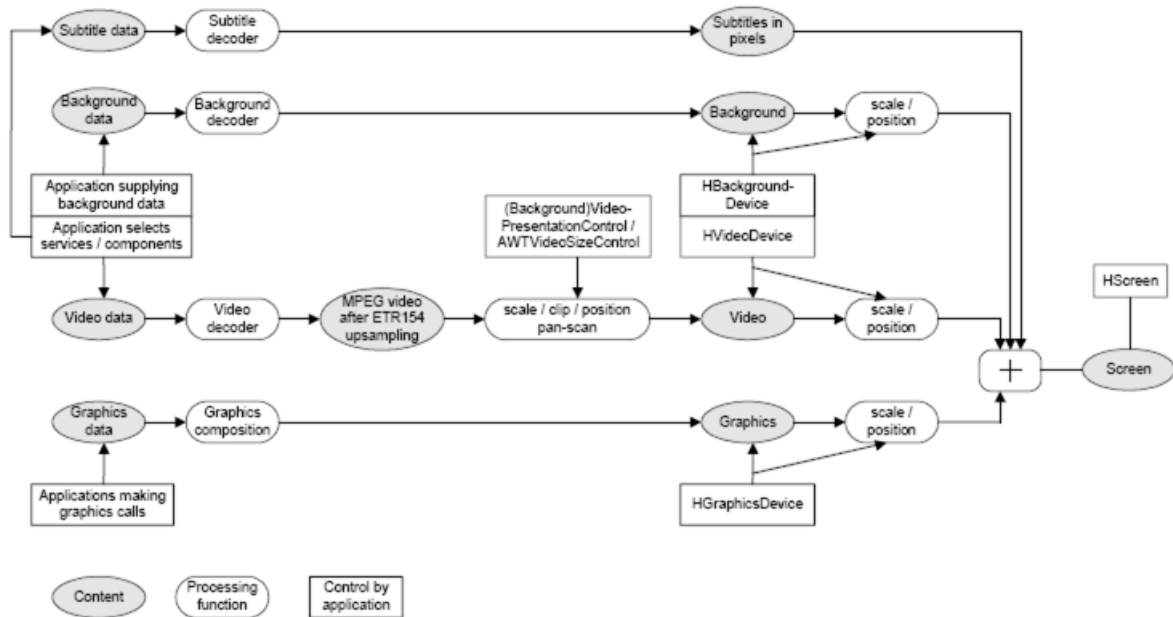 Subtitle data
Subtitle
decoder
Subtitles in
pixels
Background
data
Background
decoder
Background
scale /
position
Application supplying
background data
Application selects
services / components
(Background)Video-
PresentationControl /
AWTVideoSizeControl
HBackground-
Device
HVideoDevice
HScreen
Video data
Video
decoder
MPEG video
after ETR154
upsampling
scale / clip / position
pan-scan
Video
scale /
position
+
Screen
Graphics
data
Graphics
composition
Graphics
scale /
position
Applications making
graphics calls
HGraphicsDevice
Content
Processing
function
Control by
application